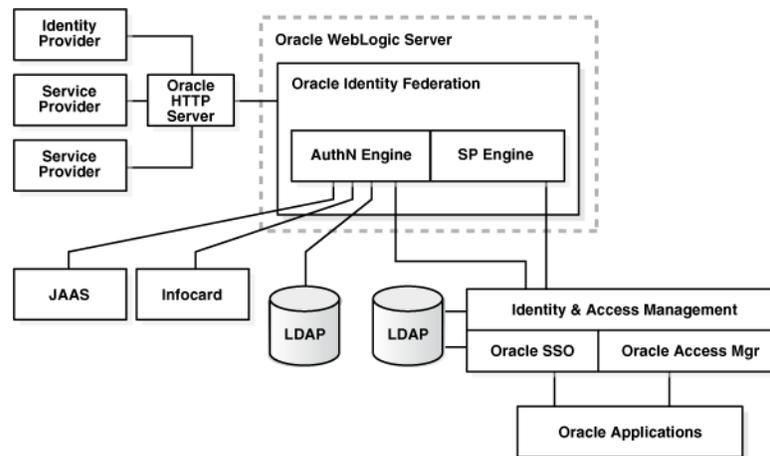 Identity
Provider
Service
Provider
Service
Provider
Oracle
HTTP
Server
Oracle WebLogic Server
Oracle Identity Federation
AuthN Engine
SP Engine
JAAS
Infocard
LDAP
LDAP
Identity & Access Management
Oracle SSO
Oracle Access Mgr
Oracle Applications